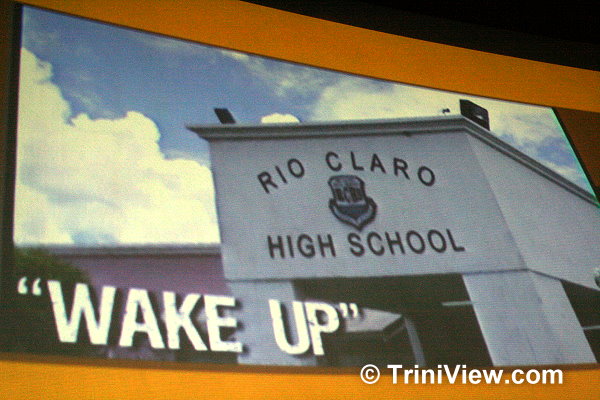 RIO CLARO
HIGH SCHOOL
"WAKE UP"
© TriniView.com